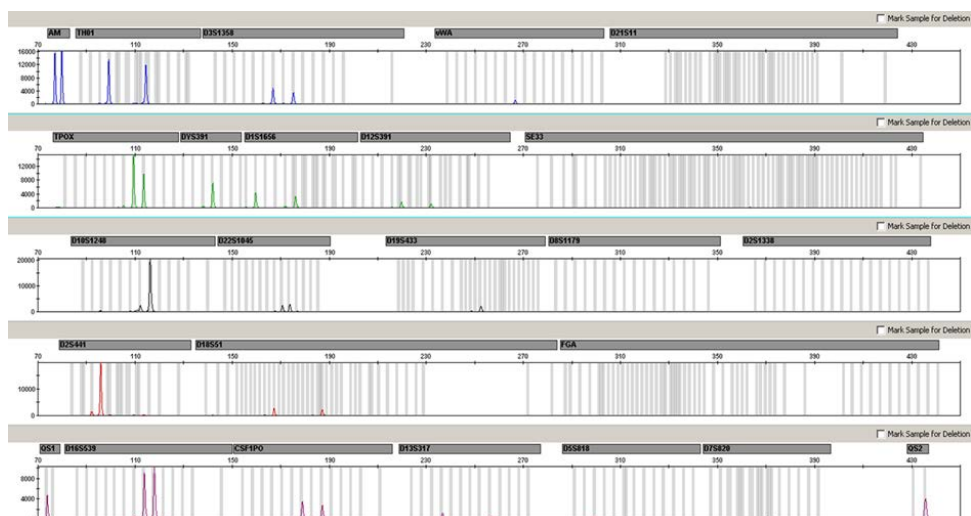 Mark Sample for Deletion
AM TH01 D3S1358 vWA D21S11
70 110 150 190 230 270 310 350 390 430
16000
12000
8000
4000
0
Mark Sample for Deletion
TPOX DYS391 D1S1656 D12S391 SE33
70 110 150 190 230 270 310 350 390 430
12000
8000
4000
0
Mark Sample for Deletion
D10S1248 D22S1045 D19S433 D8S1179 D2S1338
70 110 150 190 230 270 310 350 390 430
20000
10000
0
Mark Sample for Deletion
D2S441 D18S51 FGA
70 110 150 190 230 270 310 350 390 430
10000
0
Mark Sample for Deletion
QS1 D16S539 CSF1PO D13S317 D5S818 D7S820 QS2
70 110 150 190 230 270 310 350 390 430
8000
4000